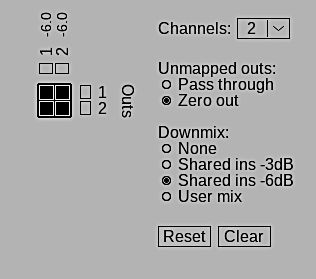 -6.0 -6.0
1 2
1
2
Outs
Channels: 2
Unmapped outs:
Pass through
Zero out
Downmix:
None
Shared ins -3dB
Shared ins -6dB
User mix
Reset Clear